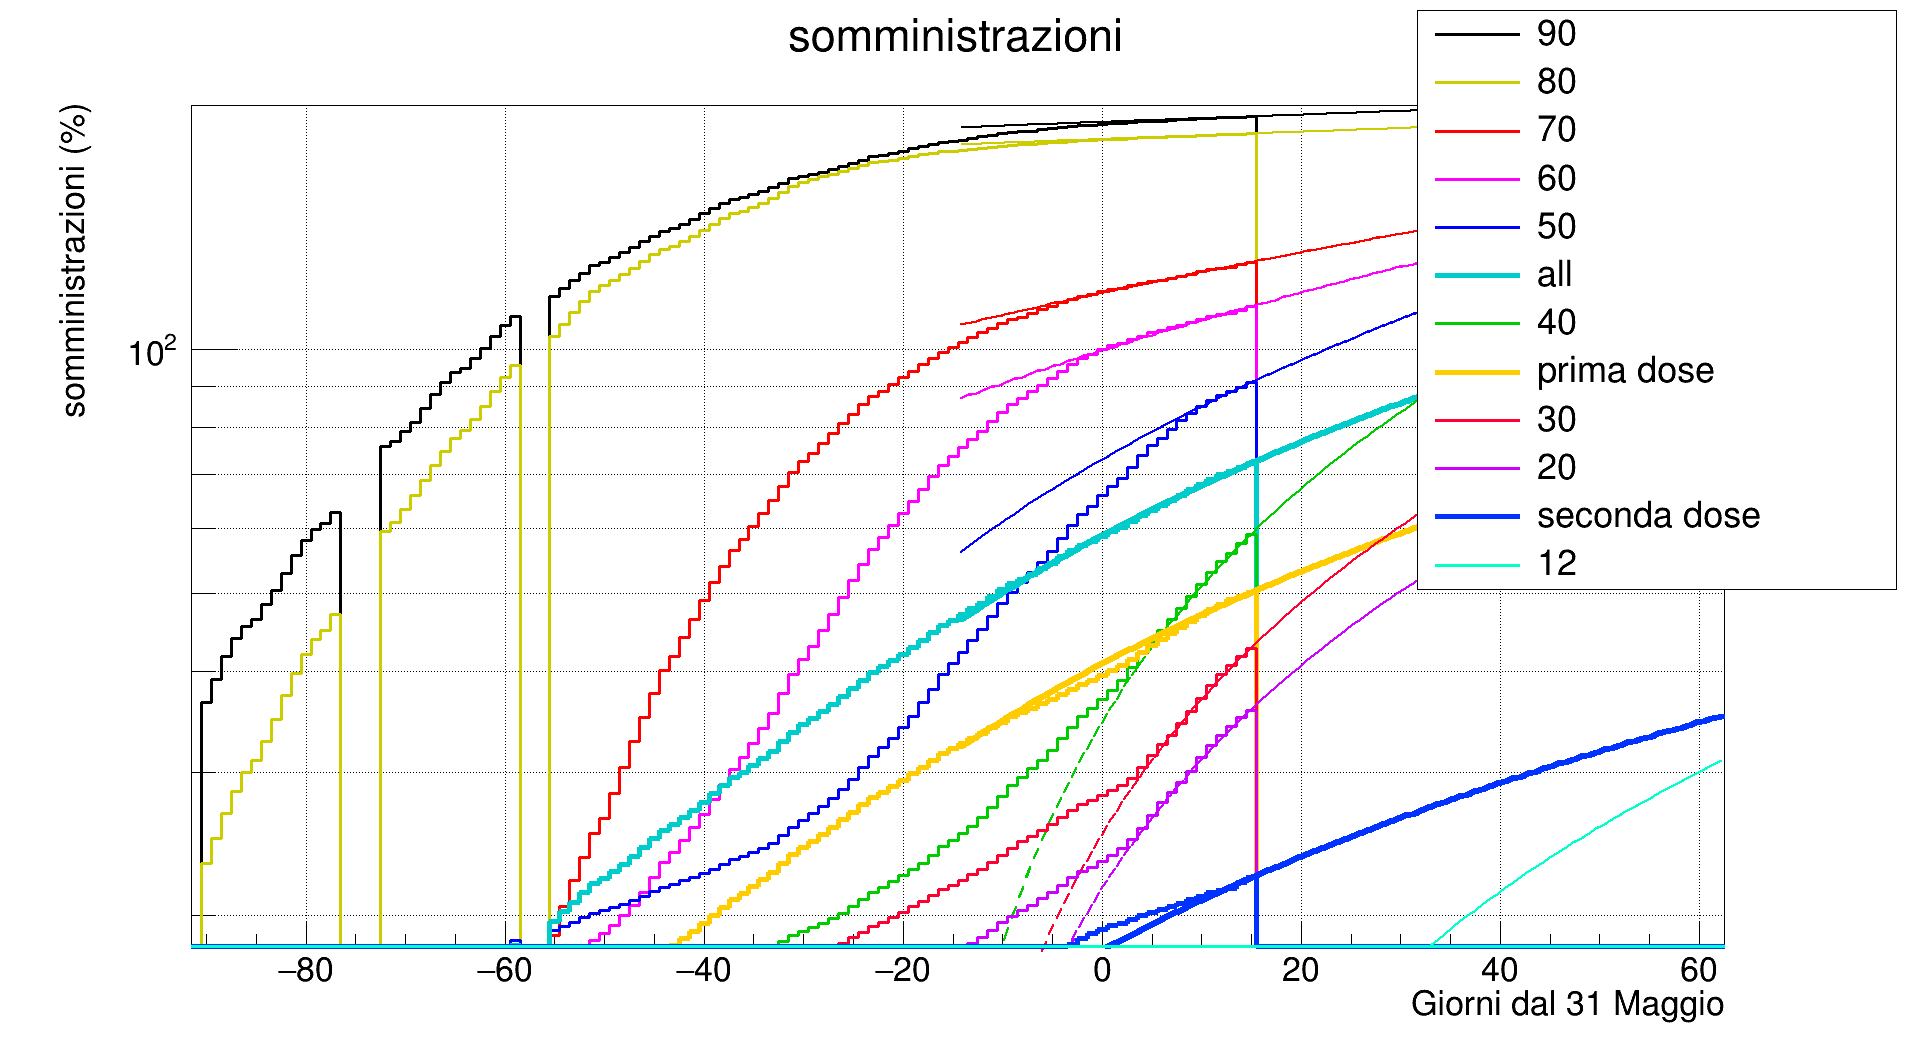 somministrazioni
somministrazioni (%)
10²
90
80
70
60
50
all
40
prima dose
30
20
seconda dose
12
−80 −60 −40 −20 0 20 40 60
Giorni dal 31 Maggio